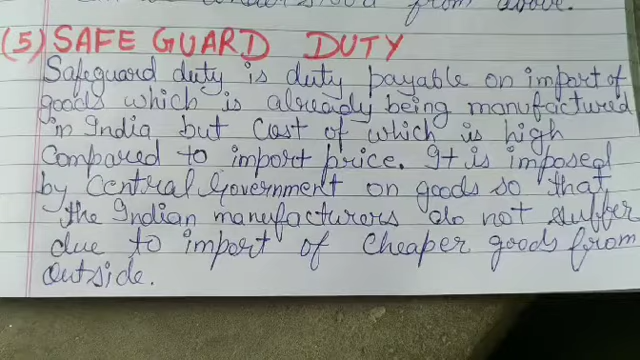 from above.
(5) SAFE GUARD DUTY
Safeguard duty is duty payable on import of
goods which is already being manufactured
in India but Cost of which is high
Compared to import price. It is imposed
by Central Government on goods so that
the Indian manufacturers do not suffer
due to import of cheaper goods from
outside.